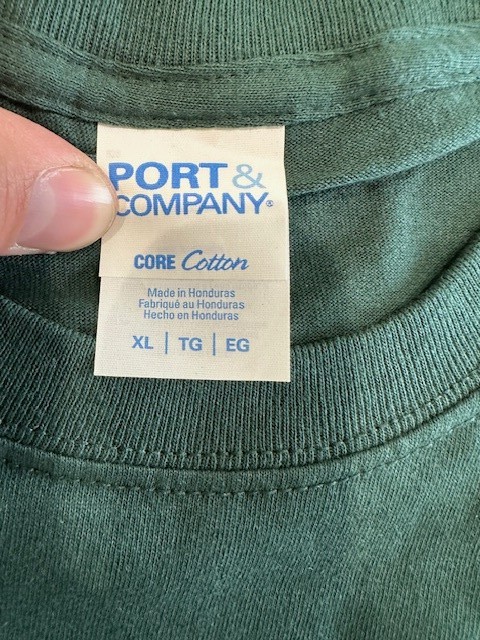 PORT &
COMPANY®
CORE Cotton
Made in Honduras
Fabriqué au Honduras
Hecho en Honduras
XL | TG | EG